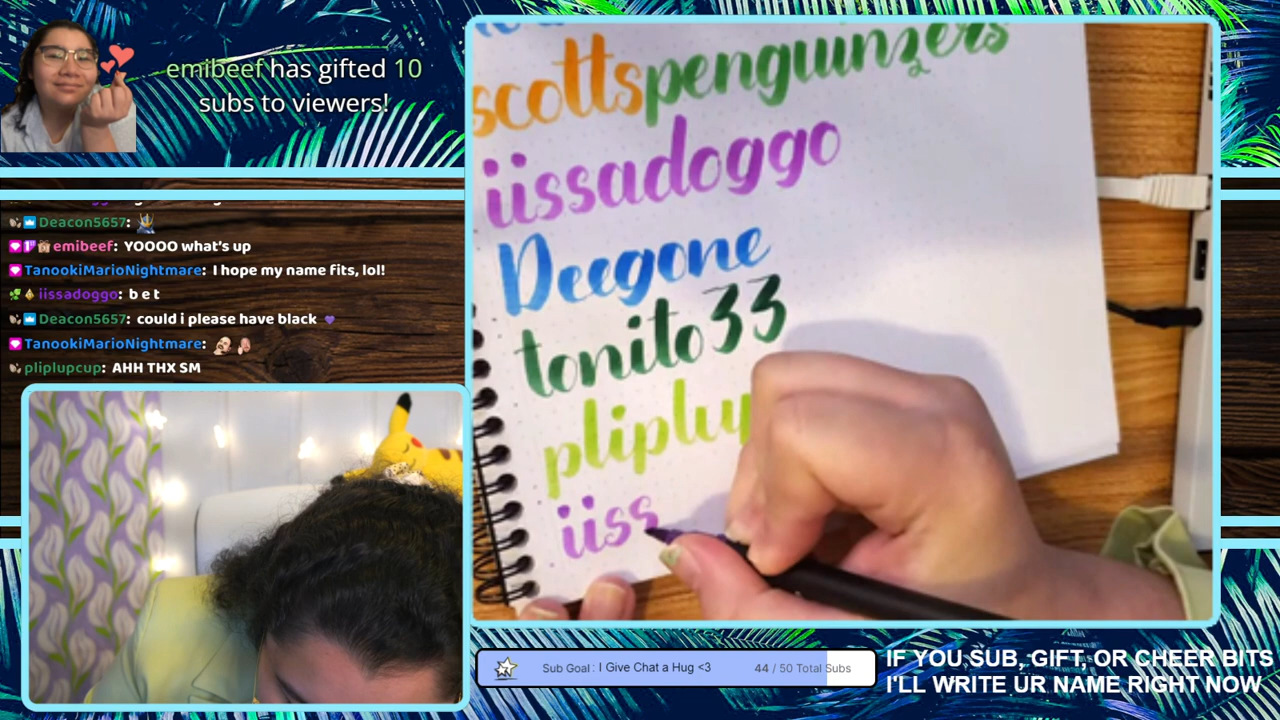 emibeef has gifted 10
subs to viewers!
Deacon5657:
emibeef: YOOOO what's up
TanookiMarioNightmare: I hope my name fits, lol!
iissadoggo: b e t
Deacon5657: could i please have black
TanookiMarioNightmare:
pliplupcup: AHH THX SM
scottspenguinzers
iissadoggo
Deegone
tonito33
pliplu
iiss
Sub Goal: I Give Chat a Hug <3 44 / 50 Total Subs
IF YOU SUB, GIFT, OR CHEER BITS
I'LL WRITE UR NAME RIGHT NOW